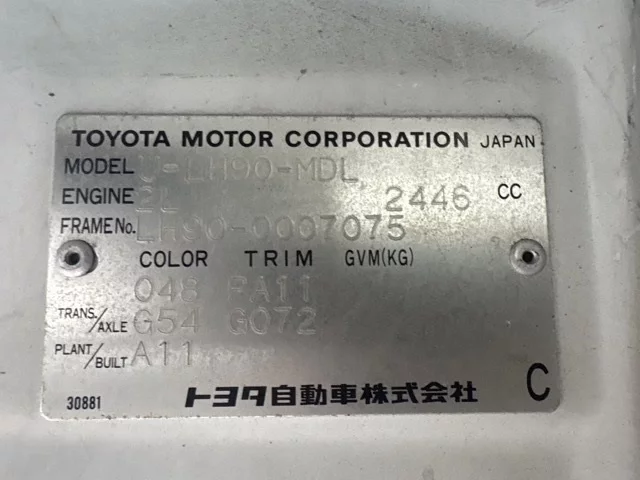 TOYOTA MOTOR CORPORATION JAPAN
MODEL U-LH90-MDL
ENGINE 2L 2446 CC
FRAME No. LH90-0007075
COLOR TRIM GVM(KG)
048 FA11
TRANS./AXLE G54 G072
PLANT/BUILT A11
30881 トヨタ自動車株式会社 C